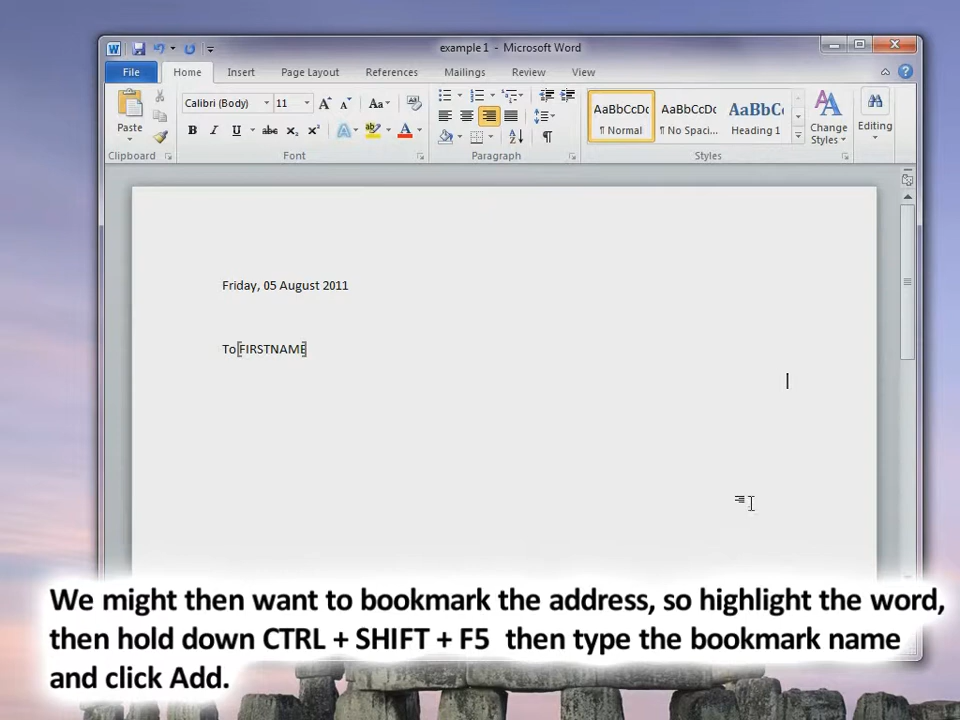 example1 - Microsoft Word
File Home Insert Page Layout References Mailings Review View
Calibri (Body) 11
AaBbCcDc AaBbCcDc AaBbC
Paste
¶ Normal ¶ No Spaci... Heading 1
Change Styles
Editing
Clipboard Font Paragraph Styles
Friday, 05 August 2011
To [FIRSTNAME]
We might then want to bookmark the address, so highlight the word,
then hold down CTRL + SHIFT + F5 then type the bookmark name
and click Add.